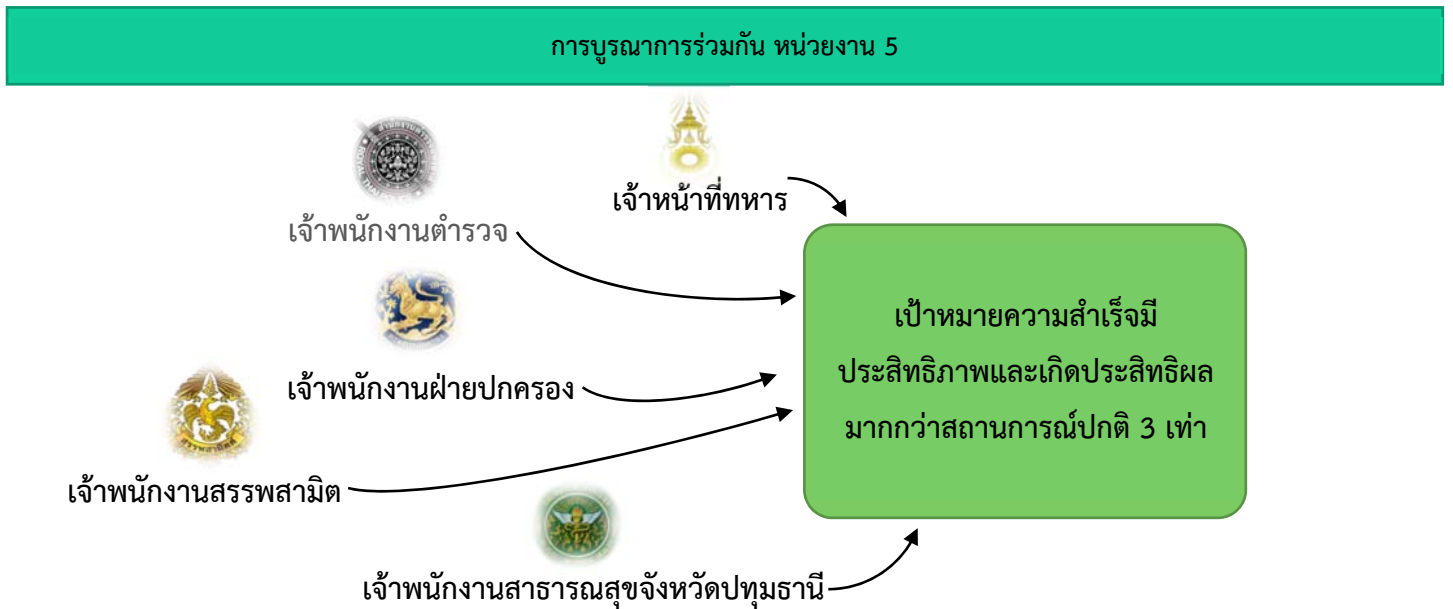 การบูรณาการร่วมกัน หน่วยงาน 5
เจ้าหน้าที่ทหาร
เจ้าพนักงานตำรวจ
เจ้าพนักงานฝ่ายปกครอง
สรรพสามิต
เจ้าพนักงานสรรพสามิต
เจ้าพนักงานสาธารณสุขจังหวัดปทุมธานี
เป้าหมายความสำเร็จมี
ประสิทธิภาพและเกิดประสิทธิผล
มากกว่าสถานการณ์ปกติ 3 เท่า